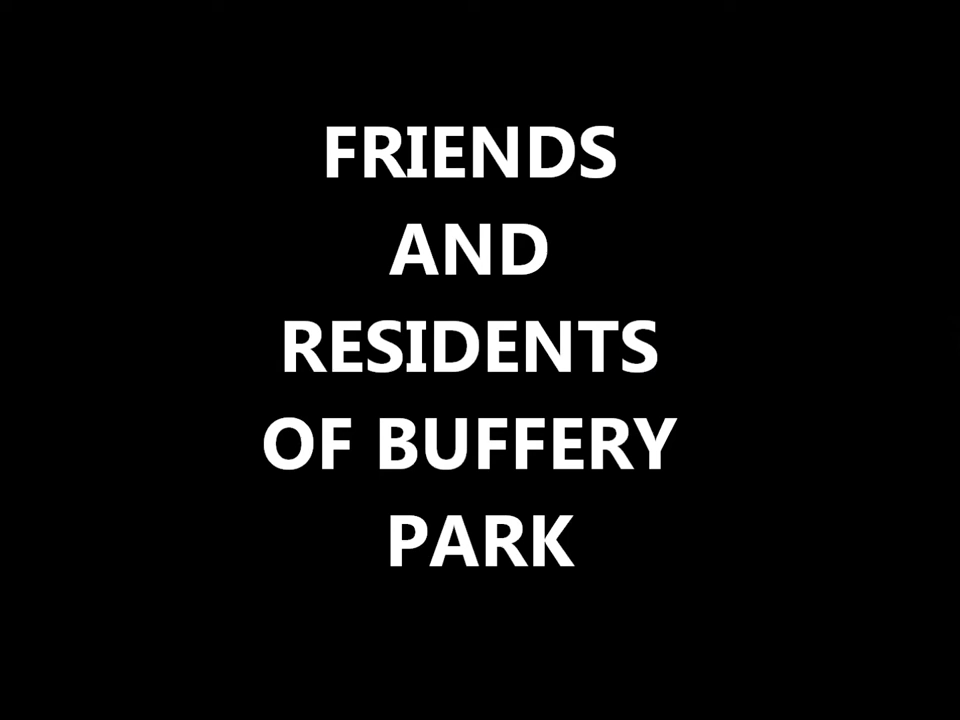 FRIENDS
AND
RESIDENTS
OF BUFFERY
PARK